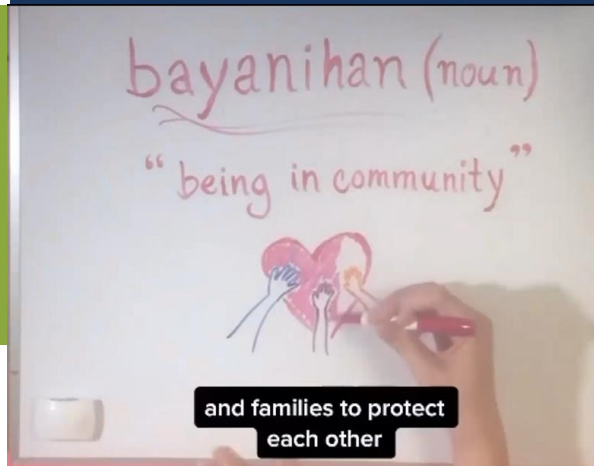 bayanihan (noun)
“being in community”
and families to protect
each other